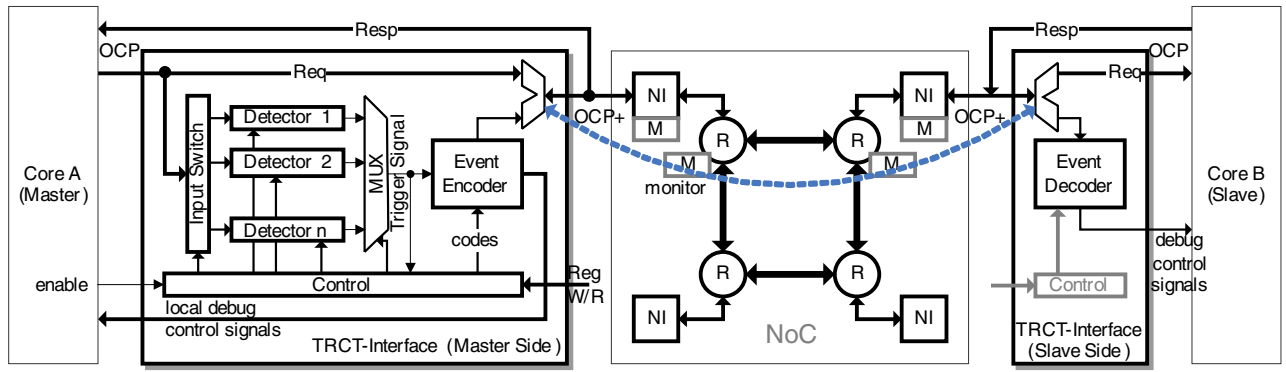 Resp
OCP
Req
Core A
(Master)
enable
Input Switch
Detector 1
Detector 2
Detector n
MUX
Trigger Signal
Event
Encoder
codes
Control
Reg
W/R
local debug
control signals
TRCT-Interface (Master Side)
OCP+
NI
M
R
M
monitor
R
NI
NoC
NI
M
R
M
R
NI
Resp
OCP
Req
OCP+
Event
Decoder
Control
debug
control
signals
TRCT-Interface
(Slave Side)
Core B
(Slave)